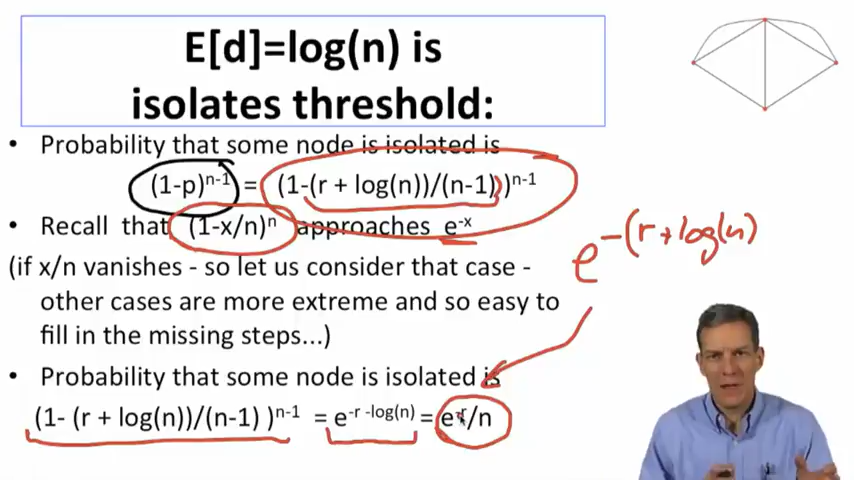 E[d]=log(n) is
isolates threshold:
• Probability that some node is isolated is
(1-p)ⁿ⁻¹ = (1-(r + log(n))/(n-1) )ⁿ⁻¹
• Recall that (1-x/n)ⁿ approaches e⁻ˣ
e^-(r+log(n)
(if x/n vanishes - so let us consider that case -
other cases are more extreme and so easy to
fill in the missing steps...)
• Probability that some node is isolated is
(1- (r + log(n))/(n-1) )ⁿ⁻¹ = e^-r -log(n) = e^-r/n